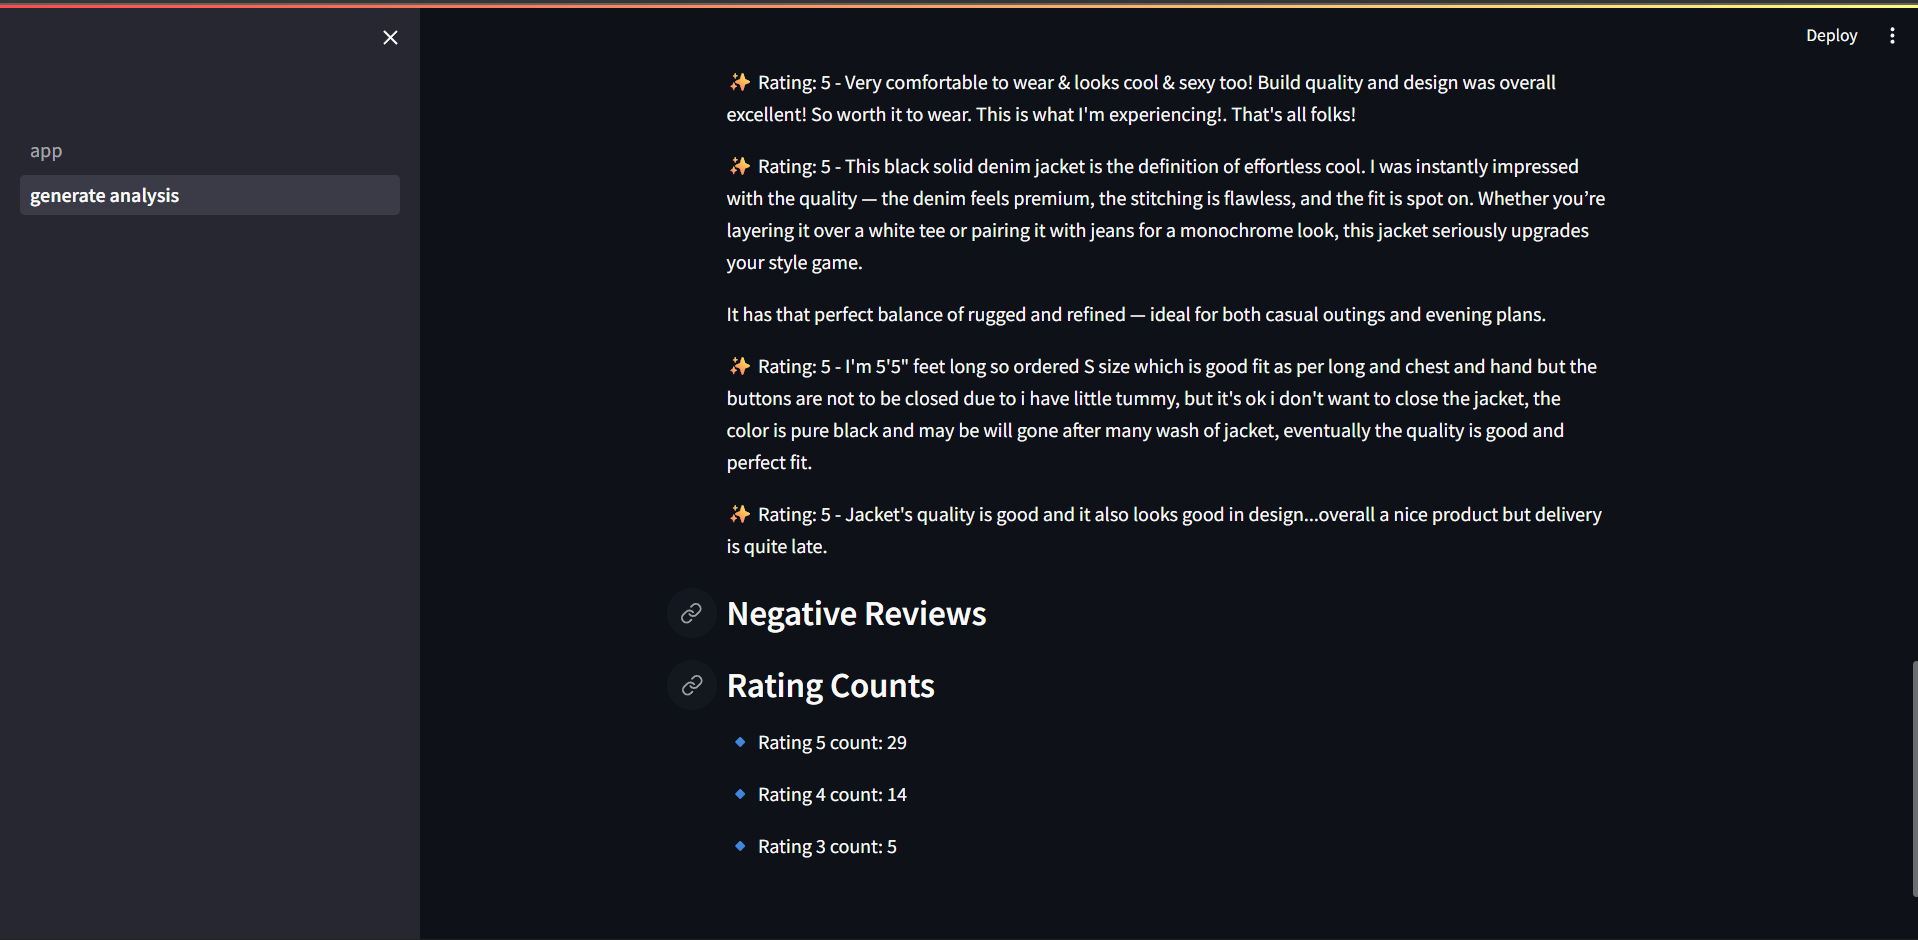 Deploy
app
generate analysis
✨ Rating: 5 - Very comfortable to wear & looks cool & sexy too! Build quality and design was overall
excellent! So worth it to wear. This is what I'm experiencing!. That's all folks!
✨ Rating: 5 - This black solid denim jacket is the definition of effortless cool. I was instantly impressed
with the quality — the denim feels premium, the stitching is flawless, and the fit is spot on. Whether you’re
layering it over a white tee or pairing it with jeans for a monochrome look, this jacket seriously upgrades
your style game.
It has that perfect balance of rugged and refined — ideal for both casual outings and evening plans.
✨ Rating: 5 - I'm 5'5" feet long so ordered S size which is good fit as per long and chest and hand but the
buttons are not to be closed due to i have little tummy, but it's ok i don't want to close the jacket, the
color is pure black and may be will gone after many wash of jacket, eventually the quality is good and
perfect fit.
✨ Rating: 5 - Jacket's quality is good and it also looks good in design...overall a nice product but delivery
is quite late.
Negative Reviews
Rating Counts
🔹 Rating 5 count: 29
🔹 Rating 4 count: 14
🔹 Rating 3 count: 5